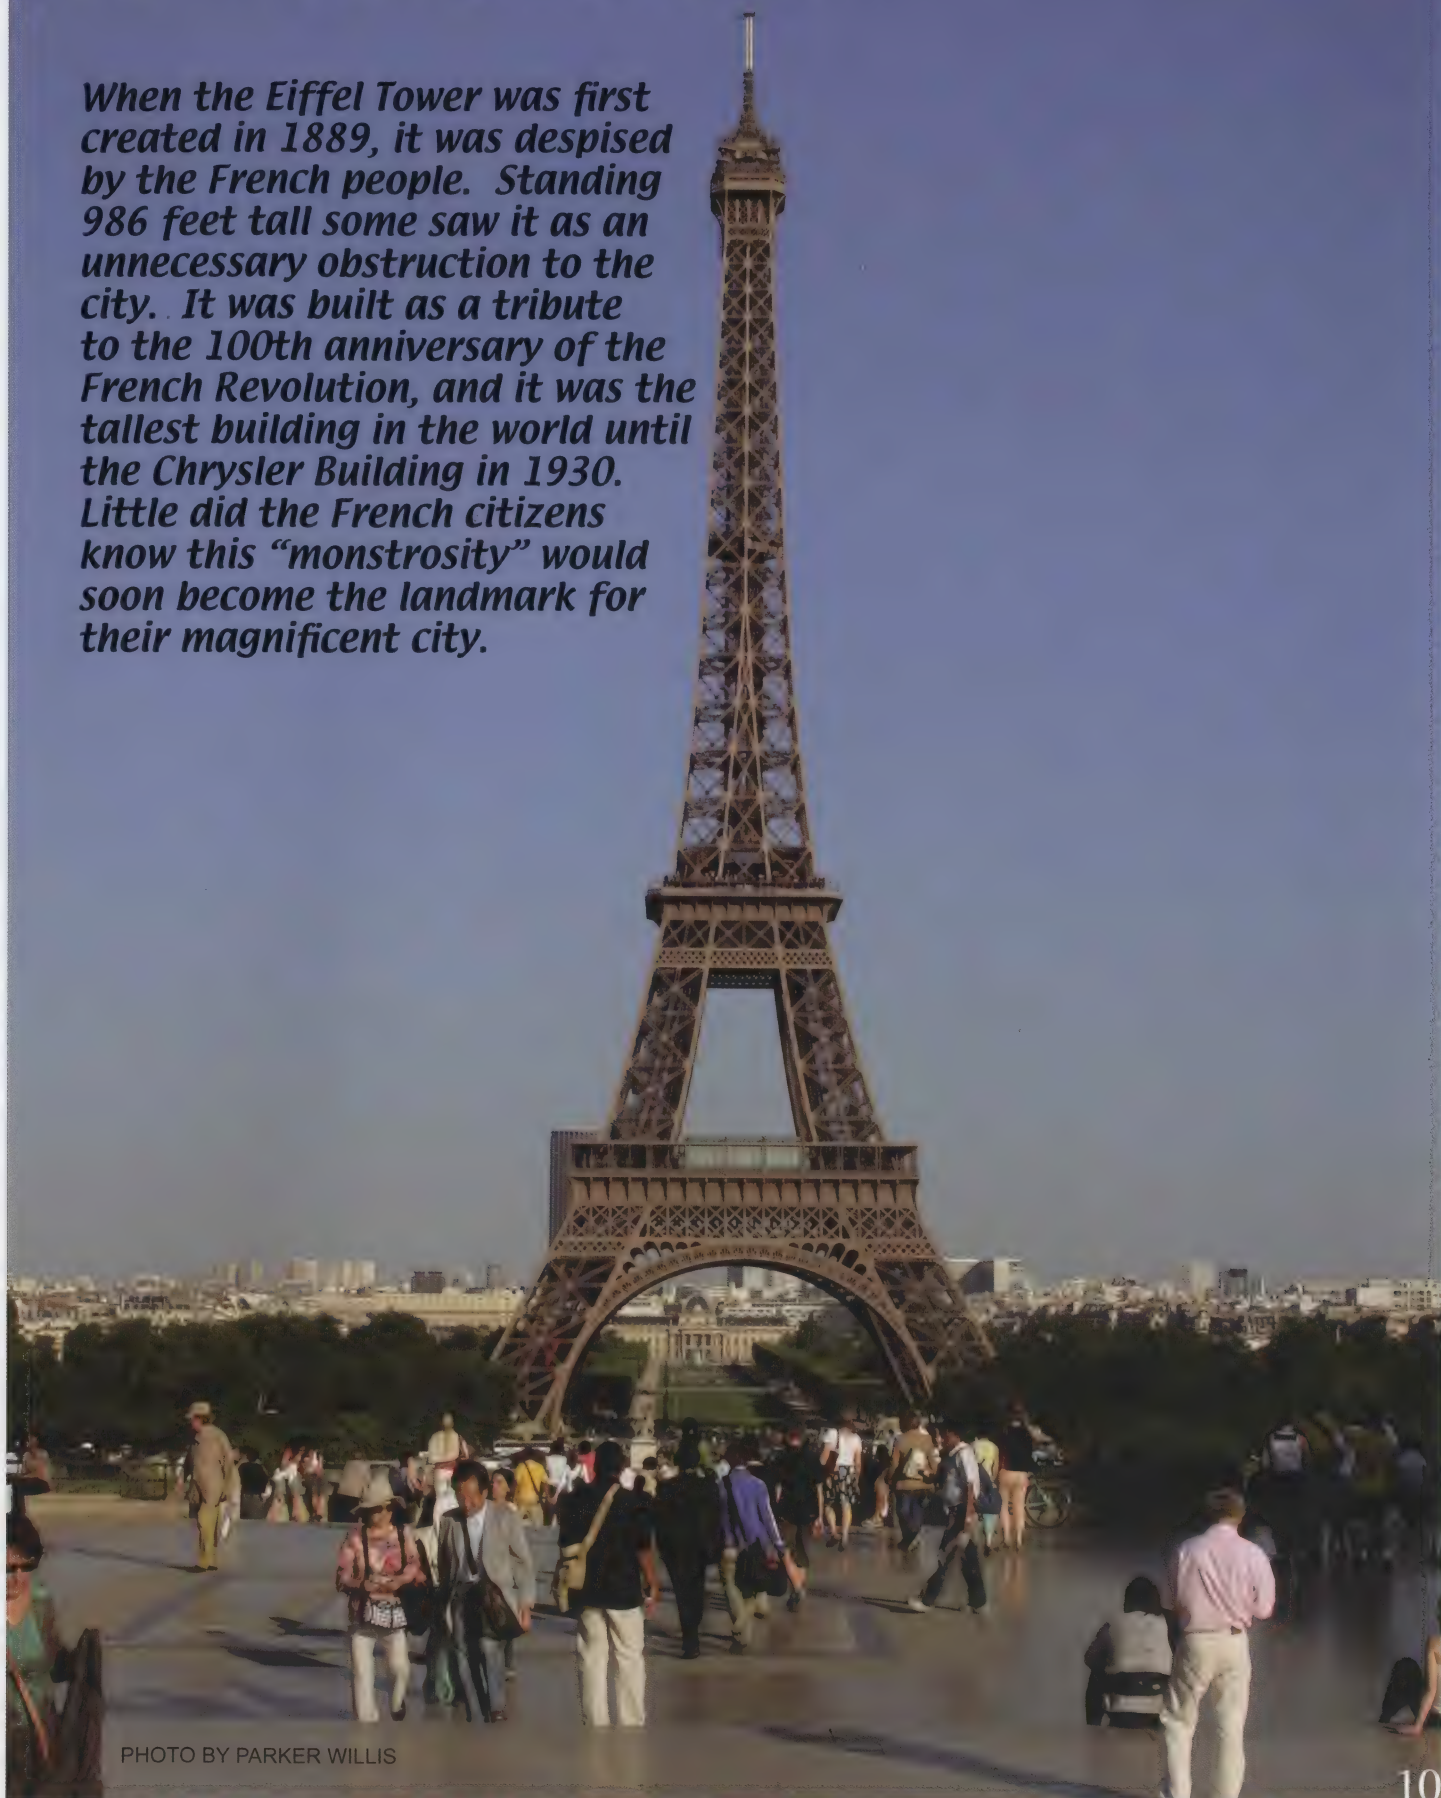 When the Eiffel Tower was first
created in 1889, it was despised
by the French people.  Standing
986 feet tall some saw it as an
unnecessary obstruction to the
city.  It was built as a tribute
to the 100th anniversary of the
French Revolution, and it was the
tallest building in the world until
the Chrysler Building in 1930.
Little did the French citizens
know this “monstrosity” would
soon become the landmark for
their magnificent city.
PHOTO BY PARKER WILLIS
10